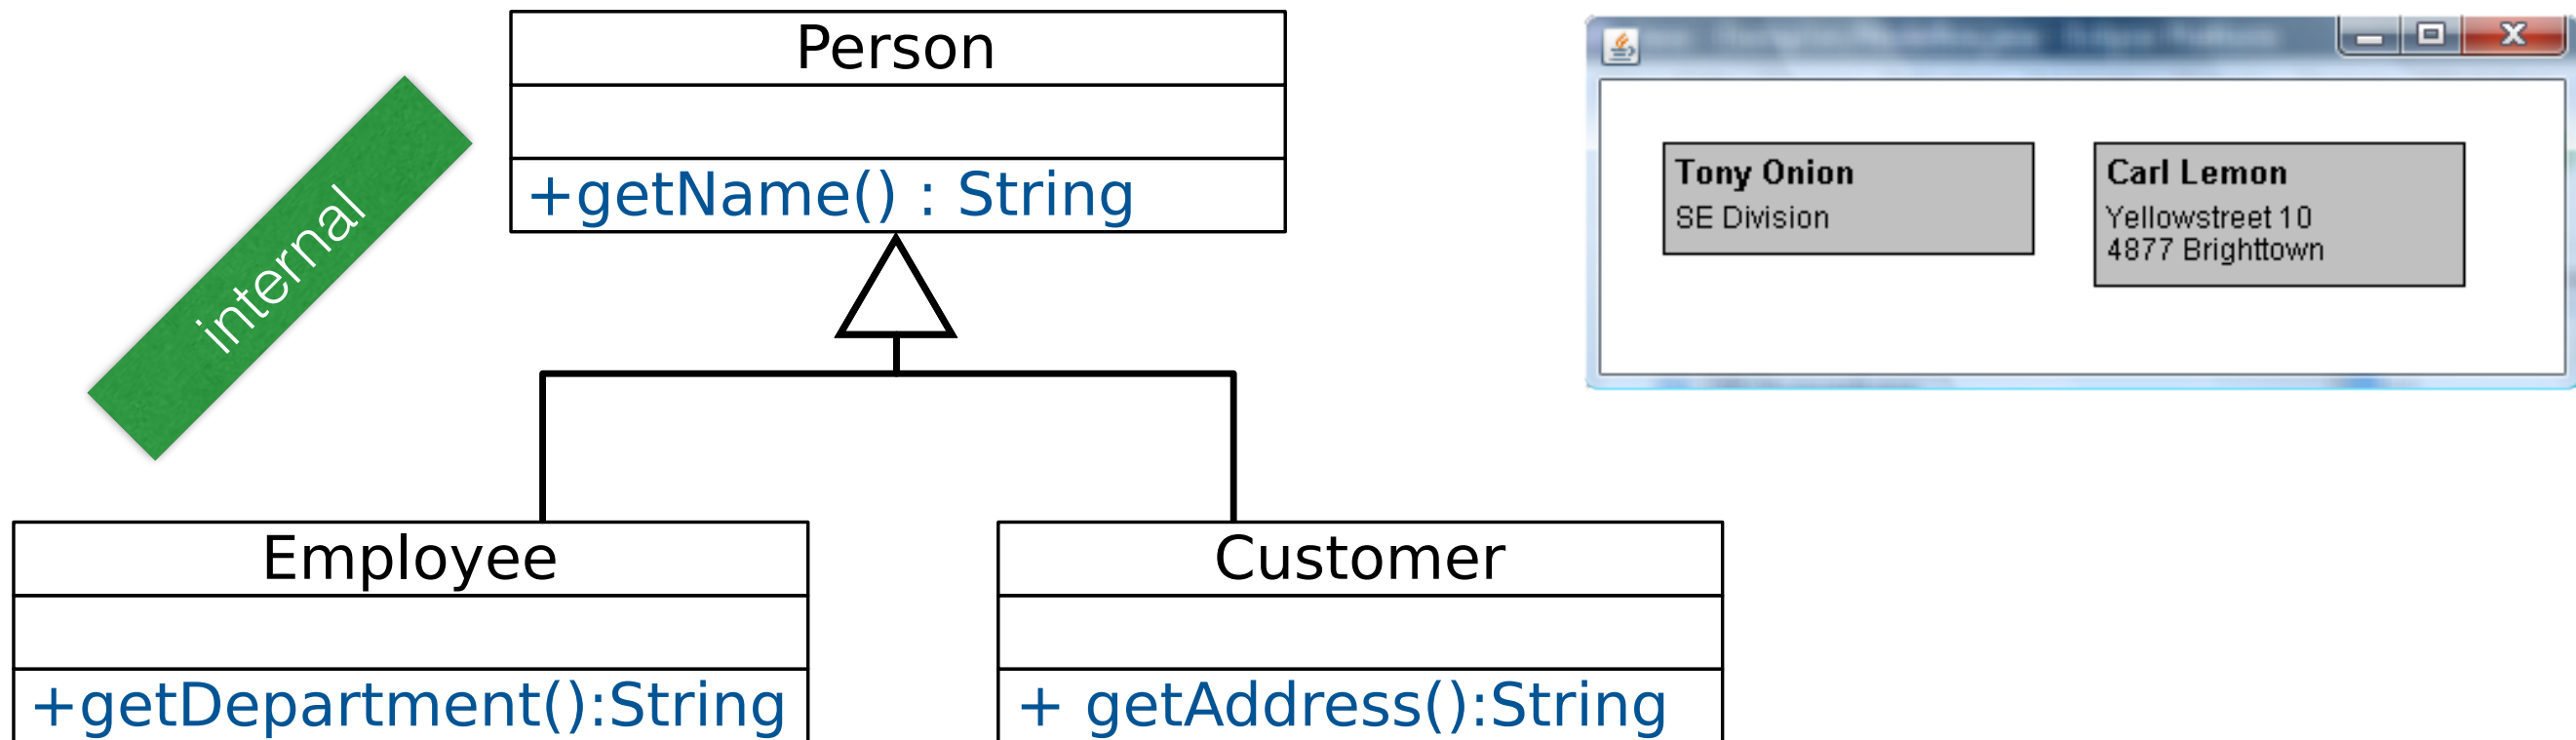 Person
+getName() : String
internal
Tony Onion
SE Division
Carl Lemon
Yellowstreet 10
4877 Brighttown
Employee
+getDepartment():String
Customer
+ getAddress():String